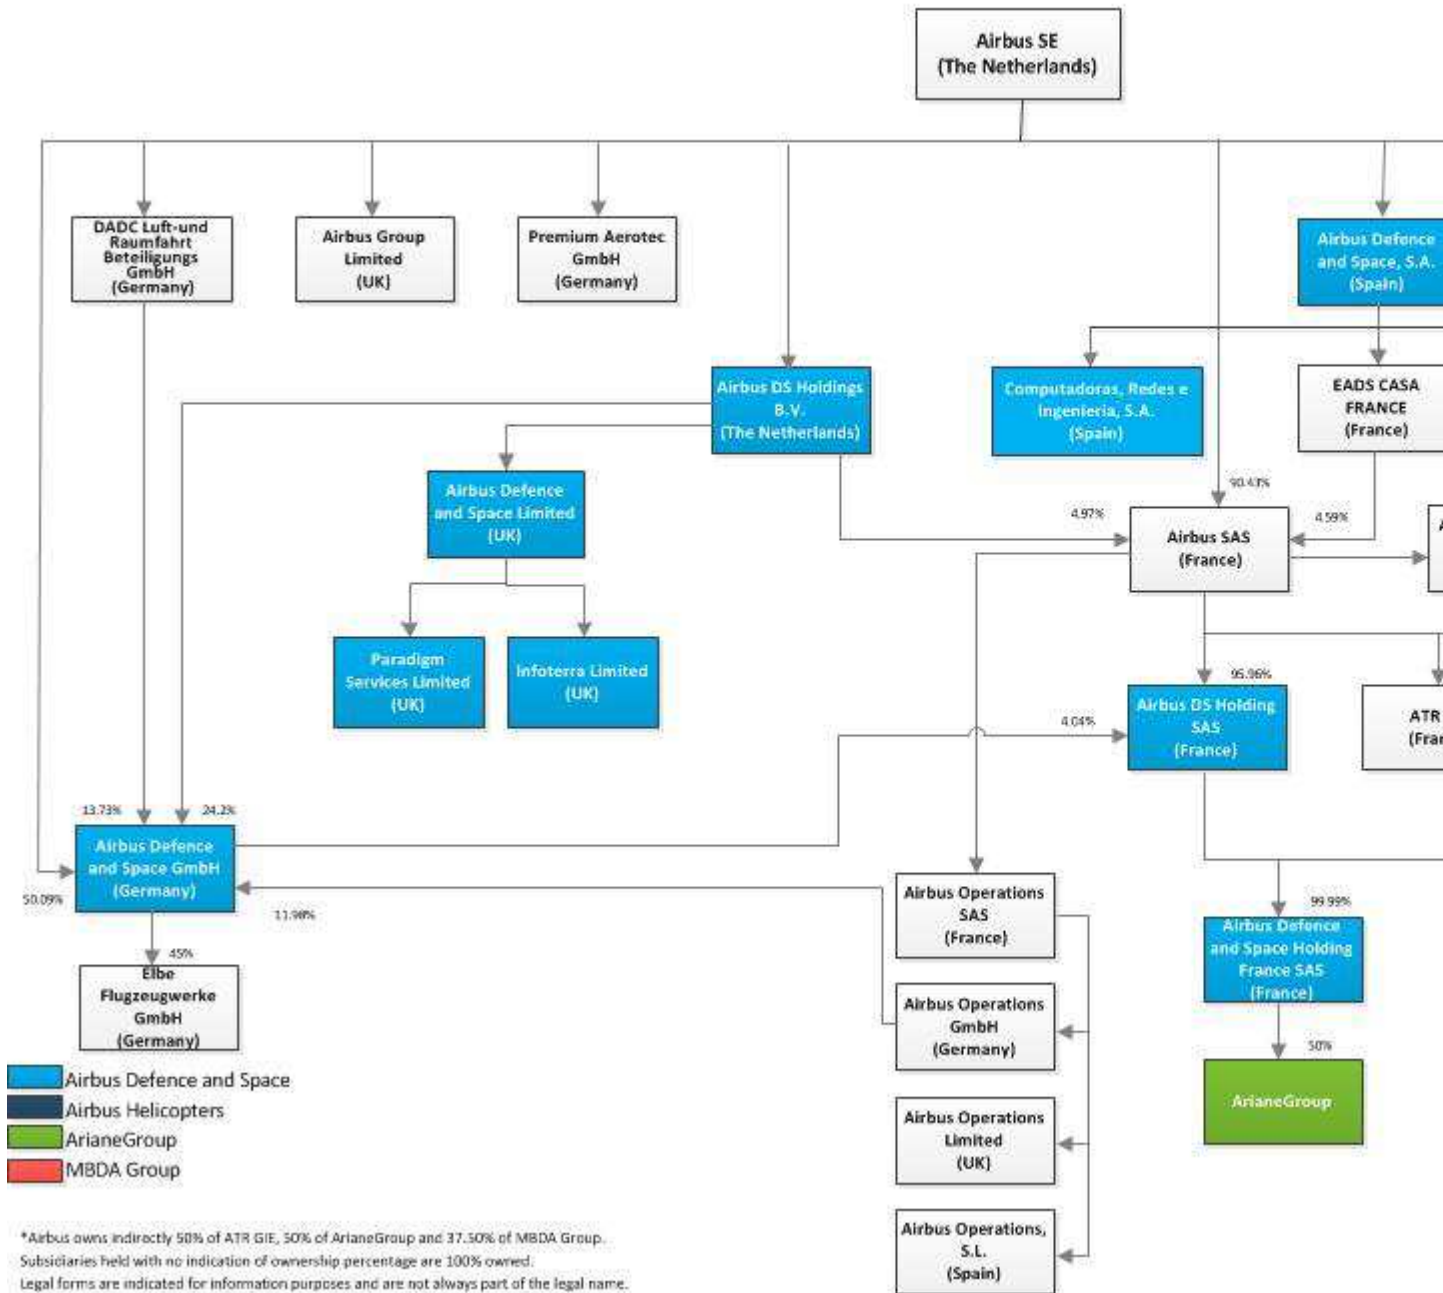 Airbus SE
(The Netherlands)
DADC Luft-und
Raumfahrt
Beteiligungs
GmbH
(Germany)
Airbus Group
Limited
(UK)
Premium Aerotec
GmbH
(Germany)
Airbus Defence
and Space, S.A.
(Spain)
Airbus DS Holdings
B.V.
(The Netherlands)
Computadoras, Redes e
Ingenieria, S.A.
(Spain)
EADS CASA
FRANCE
(France)
Airbus Defence
and Space Limited
(UK)
90.43%
4.97%
4.59%
Airbus SAS
(France)
A
Paradigm
Services Limited
(UK)
Infoterra Limited
(UK)
95.96%
4.04%
Airbus DS Holding
SAS
(France)
ATR
(Fran
13.73%
24.2%
Airbus Defence
and Space GmbH
(Germany)
50.09%
11.98%
Airbus Operations
SAS
(France)
99.99%
Airbus Defence
and Space Holding
France SAS
(France)
45%
Elbe
Flugzeugwerke
GmbH
(Germany)
Airbus Operations
GmbH
(Germany)
50%
ArianeGroup
Airbus Defence and Space
Airbus Helicopters
ArianeGroup
MBDA Group
Airbus Operations
Limited
(UK)
Airbus Operations,
S.L.
(Spain)
*Airbus owns indirectly 50% of ATR GIE, 50% of ArianeGroup and 37.50% of MBDA Group.
Subsidiaries held with no indication of ownership percentage are 100% owned.
Legal forms are indicated for information purposes and are not always part of the legal name.